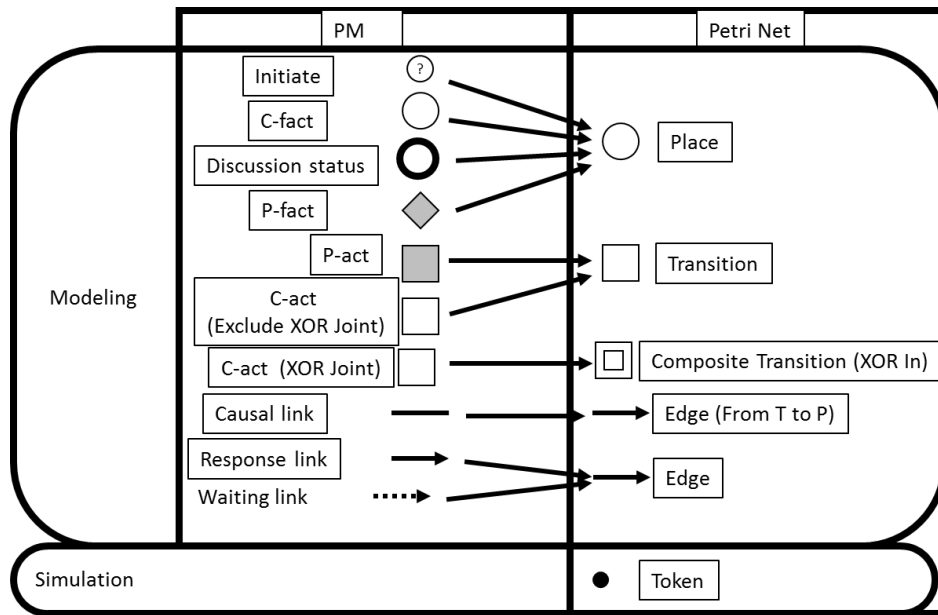 PM
Petri Net
Initiate
?
C-fact
Place
Discussion status
P-fact
P-act
Transition
Modeling
C-act
(Exclude XOR Joint)
C-act (XOR Joint)
Composite Transition (XOR In)
Causal link
Edge (From T to P)
Response link
Edge
Waiting link
Simulation
Token